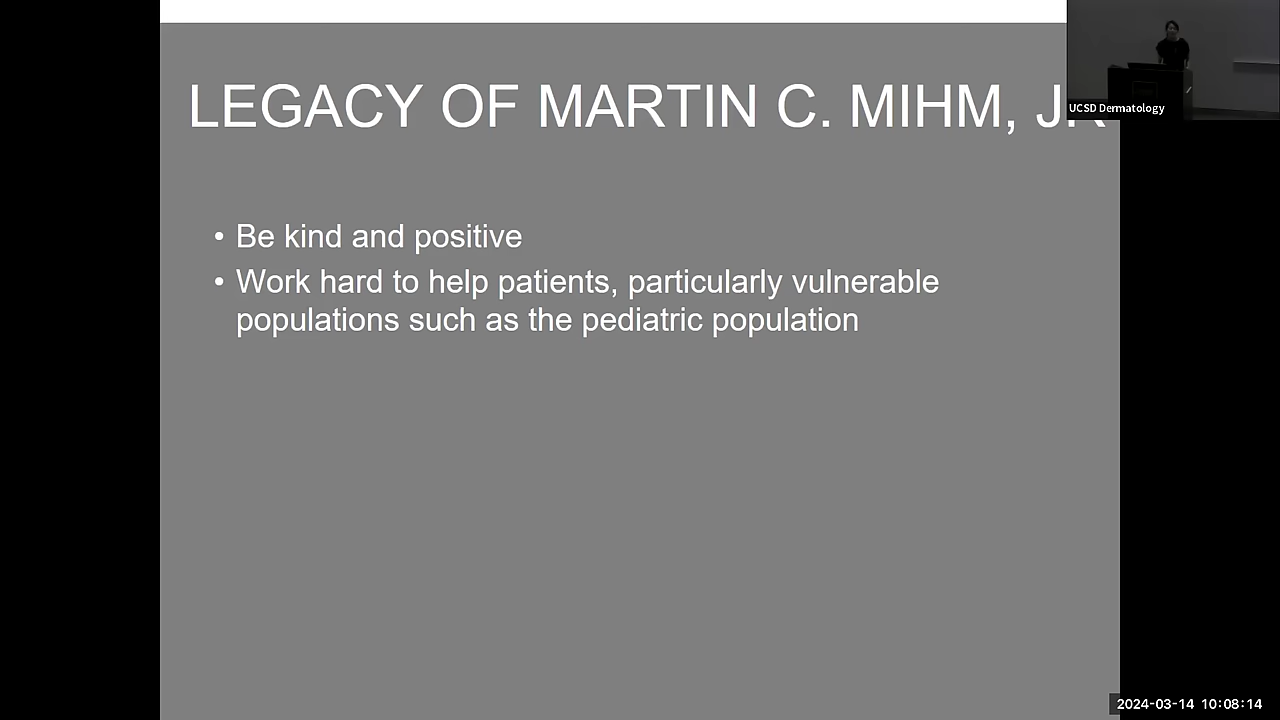 LEGACY OF MARTIN C. MIHM, JR
UCSD Dermatology
• Be kind and positive
• Work hard to help patients, particularly vulnerable
populations such as the pediatric population
2024-03-14 10:08:14